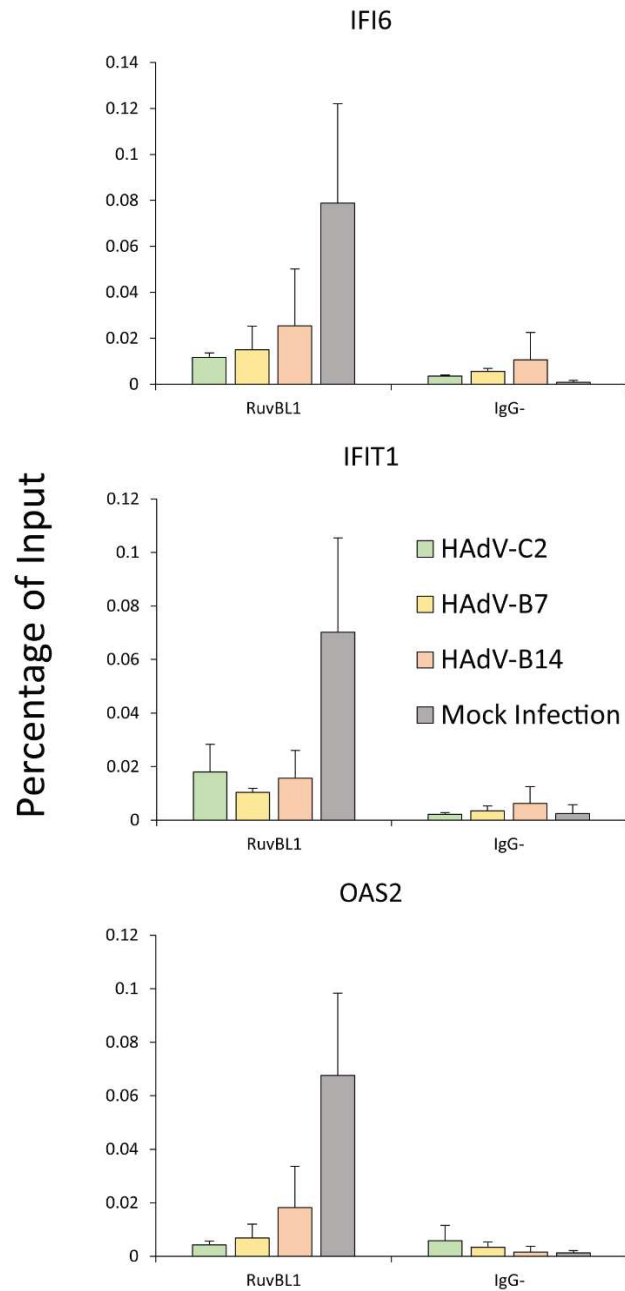 IFI6
0.14
0.12
0.1
0.08
0.06
0.04
0.02
0
RuvBL1 IgG-
Percentage of Input
IFIT1
0.12
0.1
0.08
0.06
0.04
0.02
0
HAdV-C2
HAdV-B7
HAdV-B14
Mock Infection
RuvBL1 IgG-
OAS2
0.12
0.1
0.08
0.06
0.04
0.02
0
RuvBL1 IgG-